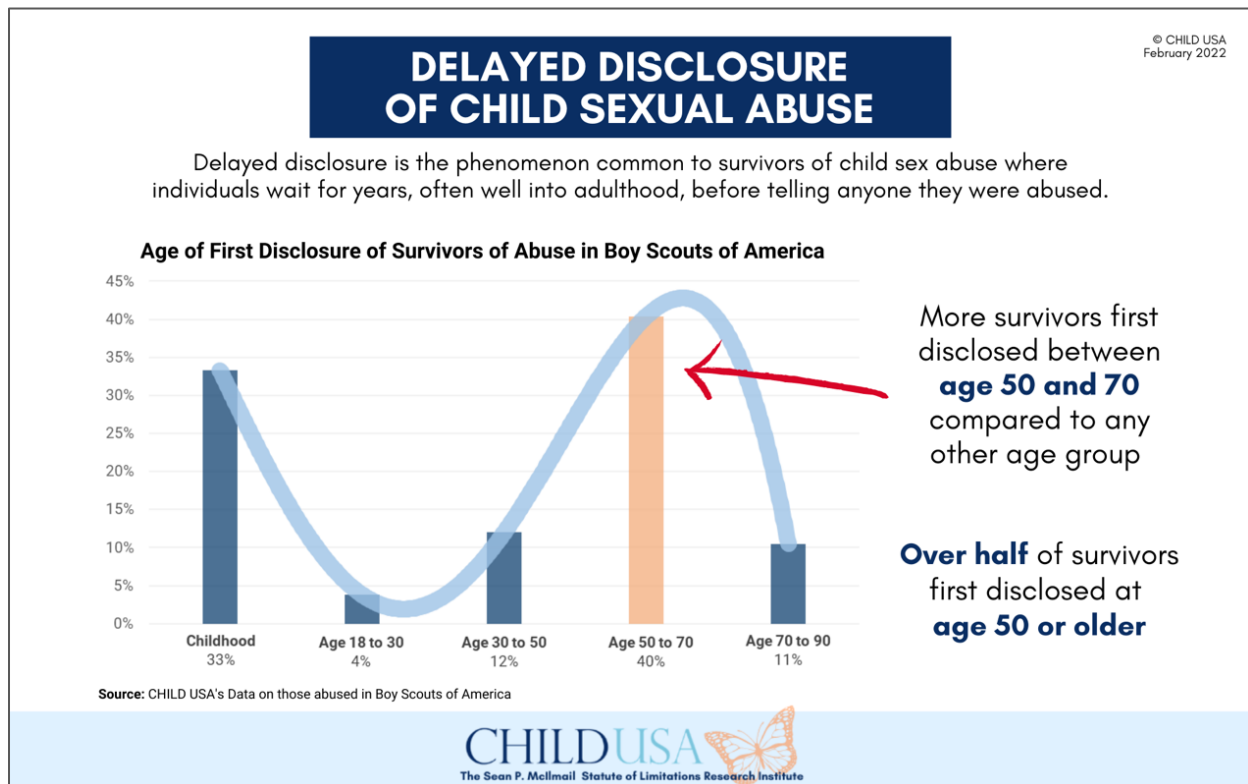 © CHILD USA
February 2022
DELAYED DISCLOSURE
OF CHILD SEXUAL ABUSE
Delayed disclosure is the phenomenon common to survivors of child sex abuse where
individuals wait for years, often well into adulthood, before telling anyone they were abused.
Age of First Disclosure of Survivors of Abuse in Boy Scouts of America
45%
40%
35%
30%
25%
20%
15%
10%
5%
0%
Childhood
33%
Age 18 to 30
4%
Age 30 to 50
12%
Age 50 to 70
40%
Age 70 to 90
11%
More survivors first
disclosed between
age 50 and 70
compared to any
other age group
Over half of survivors
first disclosed at
age 50 or older
Source: CHILD USA's Data on those abused in Boy Scouts of America
CHILD USA
The Sean P. McIlmail Statute of Limitations Research Institute